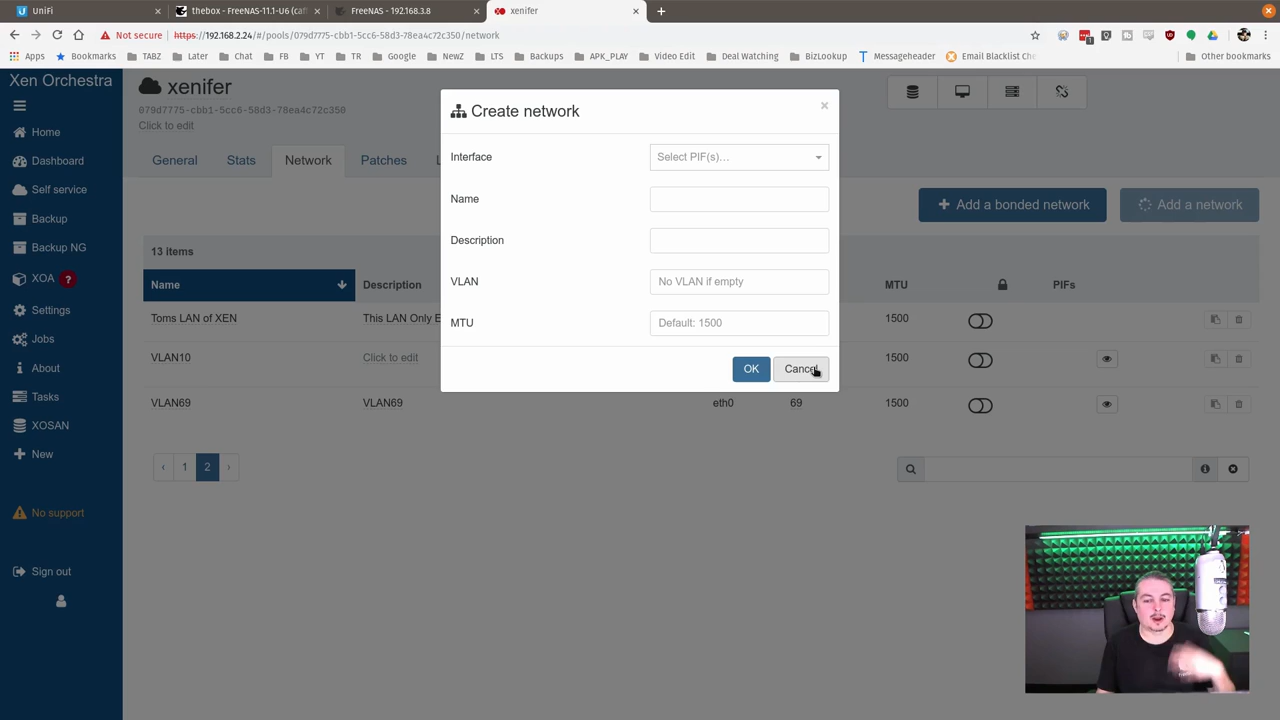 UniFi
thebox - FreeNAS-11.1-U6 (caf
FreeNAS - 192.168.3.8
xenifer
Not secure
https://192.168.2.24/#/pools/079d7775-cbb1-5cc6-58d3-78ea4c72c350/network
Apps
Bookmarks
TABZ
Later
Chat
FB
YT
TR
Google
NewZ
LTS
Backups
APK_PLAY
Video Edit
Deal Watching
BizLookup
Messageheader
Email Blacklist Che
Other bookmarks
Xen Orchestra
Home
Dashboard
Self service
Backup
Backup NG
XOA ?
Settings
Jobs
About
Tasks
XOSAN
New
No support
Sign out
xenifer
079d7775-cbb1-5cc6-58d3-78ea4c72c350
Click to edit
General
Stats
Network
Patches
L
Add a bonded network
Add a network
13 items
Name
Description
MTU
PIFs
Toms LAN of XEN
This LAN Only E
1500
VLAN10
Click to edit
1500
VLAN69
VLAN69
eth0
69
1500
‹ 1 2 ›
Create network ×
Interface
Select PIF(s)...
Name
Description
VLAN
No VLAN if empty
MTU
Default: 1500
OK
Cancel